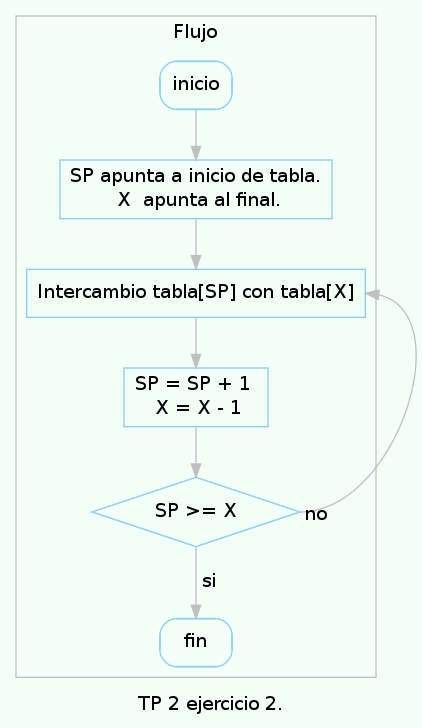 Flujo
inicio
SP apunta a inicio de tabla.
X apunta al final.
Intercambio tabla[SP] con tabla[X]
SP = SP + 1
X = X - 1
SP >= X
no
si
fin
TP 2 ejercicio 2.